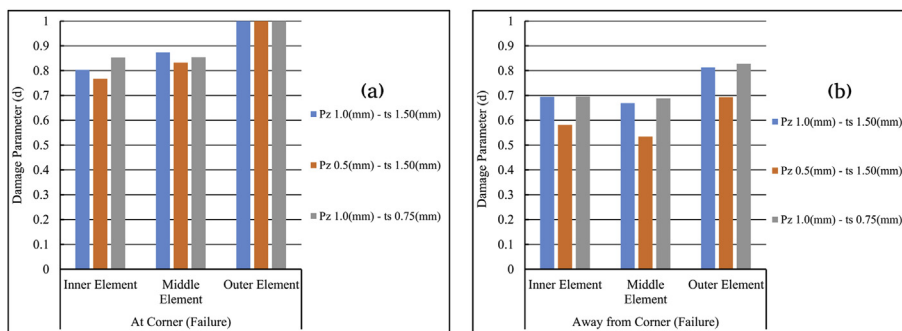 1
0.9
0.8
0.7
0.6
0.5
0.4
0.3
0.2
0.1
0
Damage Parameter (d)
(a)
Pz 1.0(mm) - ts 1.50(mm)
Pz 0.5(mm) - ts 1.50(mm)
Pz 1.0(mm) - ts 0.75(mm)
Inner Element
Middle
Element
Outer Element
At Corner (Failure)
1
0.9
0.8
0.7
0.6
0.5
0.4
0.3
0.2
0.1
0
Damage Parameter (d)
(b)
Pz 1.0(mm) - ts 1.50(mm)
Pz 0.5(mm) - ts 1.50(mm)
Pz 1.0(mm) - ts 0.75(mm)
Inner Element
Middle
Element
Outer Element
Away from Corner (Failure)